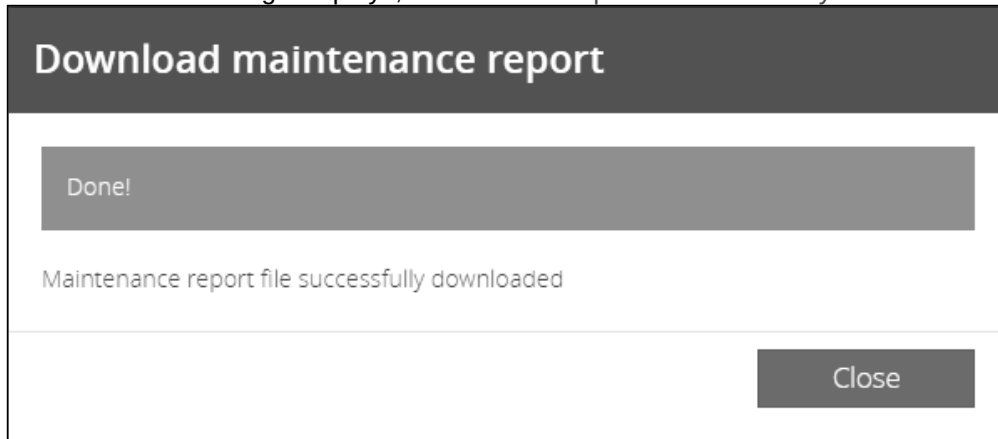 Download maintenance report
Done!
Maintenance report file successfully downloaded
Close